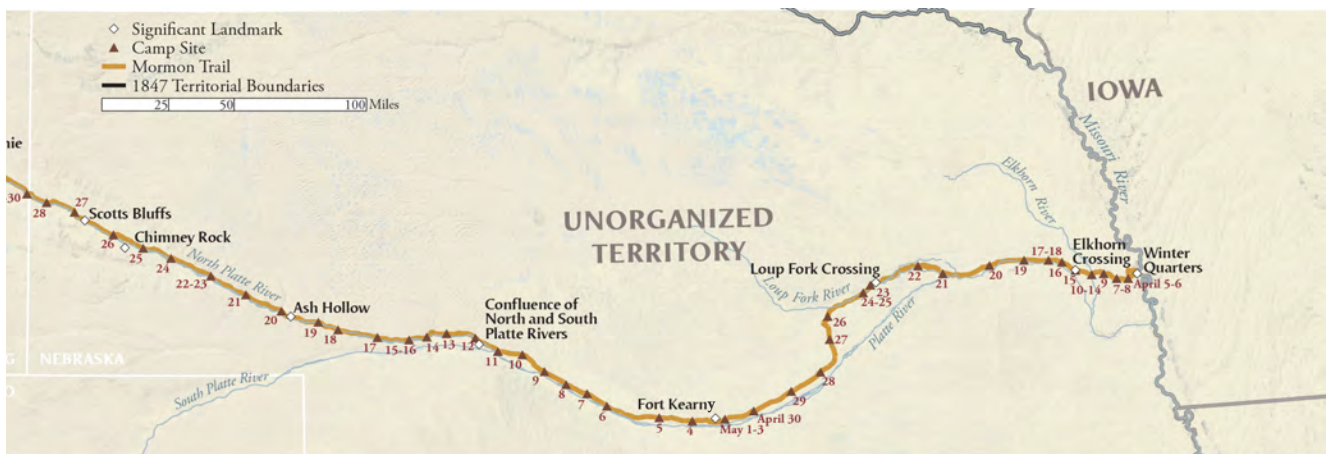 Significant Landmark
Camp Site
Mormon Trail
1847 Territorial Boundaries
25 50 100 Miles
IOWA
Missouri River
Elkhorn River
UNORGANIZED
TERRITORY
nie
30
28
27
Scotts Bluffs
26
Chimney Rock
25
24
22-23
North Platte River
21
20
Ash Hollow
19
18
17
15-16
14
13
12
Confluence of
North and South
Platte Rivers
11
10
9
8
7
6
5
4
Fort Kearny
May 1-3
April 30
29
28
27
26
Loup Fork River
Platte River
Loup Fork Crossing
24-25
23
22
21
20
19
17-18
16
15
Elkhorn
Crossing
10-14
9
7-8
Winter
Quarters
April 5-6
South Platte River
G
NEBRASKA
O